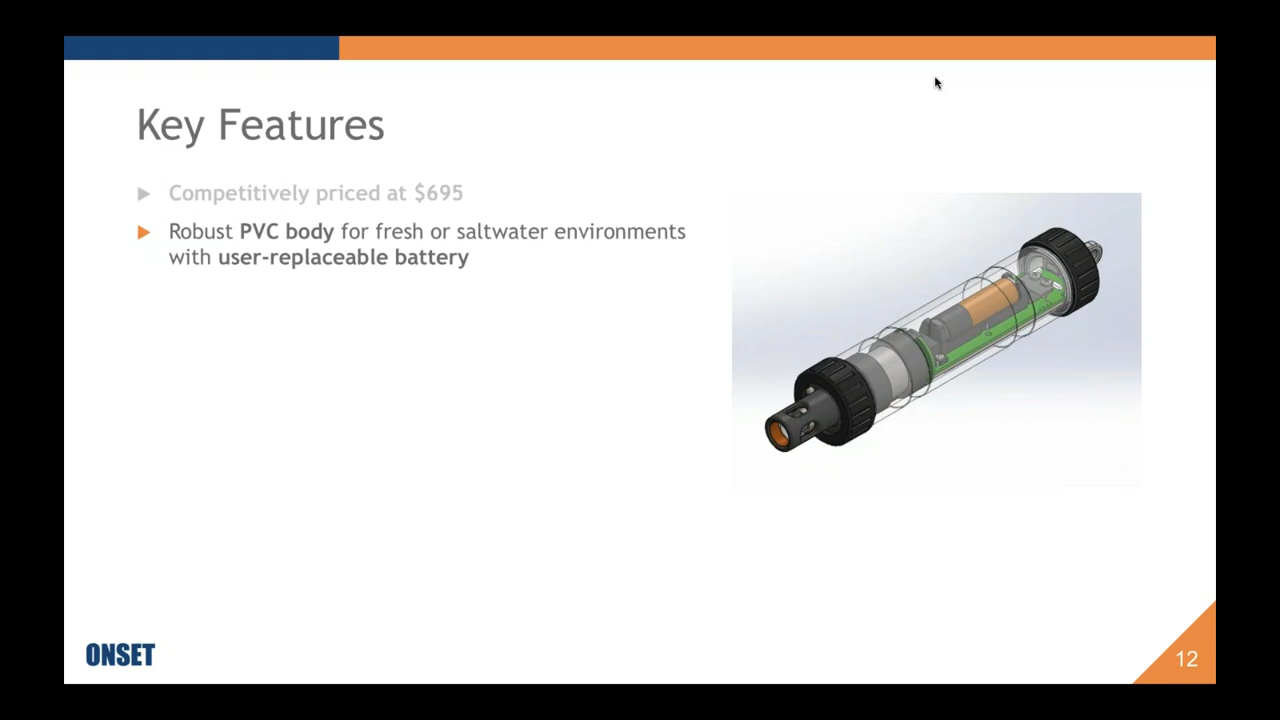 Key Features
Competitively priced at $695
Robust PVC body for fresh or saltwater environments
with user-replaceable battery
ONSET
12